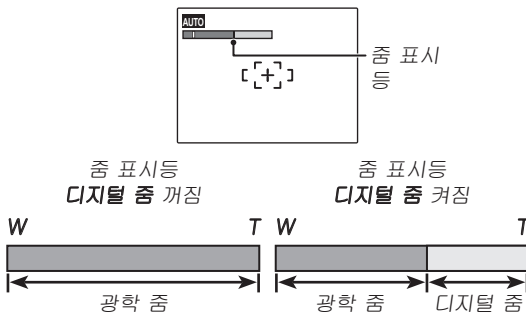 AUTO
줌 표시
등
줌 표시등
디지털 줌 꺼짐
W T
광학 줌
줌 표시등
디지털 줌 켜짐
W T
광학 줌 디지털 줌